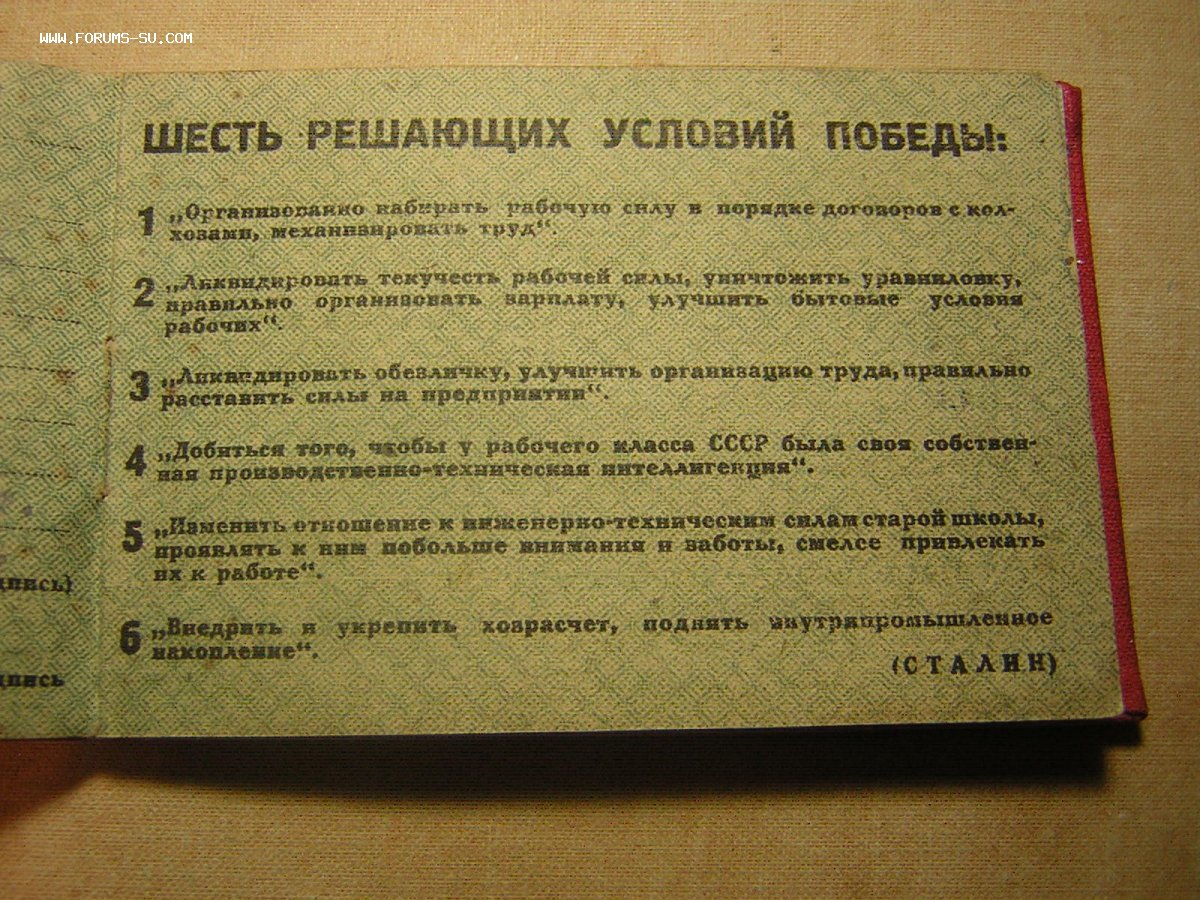 WWW.FORUMS-SU.COM
ШЕСТЬ РЕШАЮЩИХ УСЛОВИЙ ПОБЕДЫ:
1 „Организованно набирать рабочую силу в порядке договоров с кол-
хозами, механизировать труд“.
2 „Ликвидировать текучесть рабочей силы, уничтожить уравниловку,
правильно организовать зарплату, улучшить бытовые условия
рабочих“.
3 „Ликвидировать обезличку, улучшить организацию труда, правильно
расставить силы на предприятии“.
4 „Добиться того, чтобы у рабочего класса СССР была своя собствен-
ная производственно-техническая интеллигенция“.
5 „Изменить отношение к инженерно-техническим силам старой школы,
проявлять к ним побольше внимания и заботы, смелее привлекать
их к работе“.
дпись)
6 „Внедрить и укрепить хозрасчет, поднять внутрипромышленное
накопление“.
(СТАЛИН)
дпись